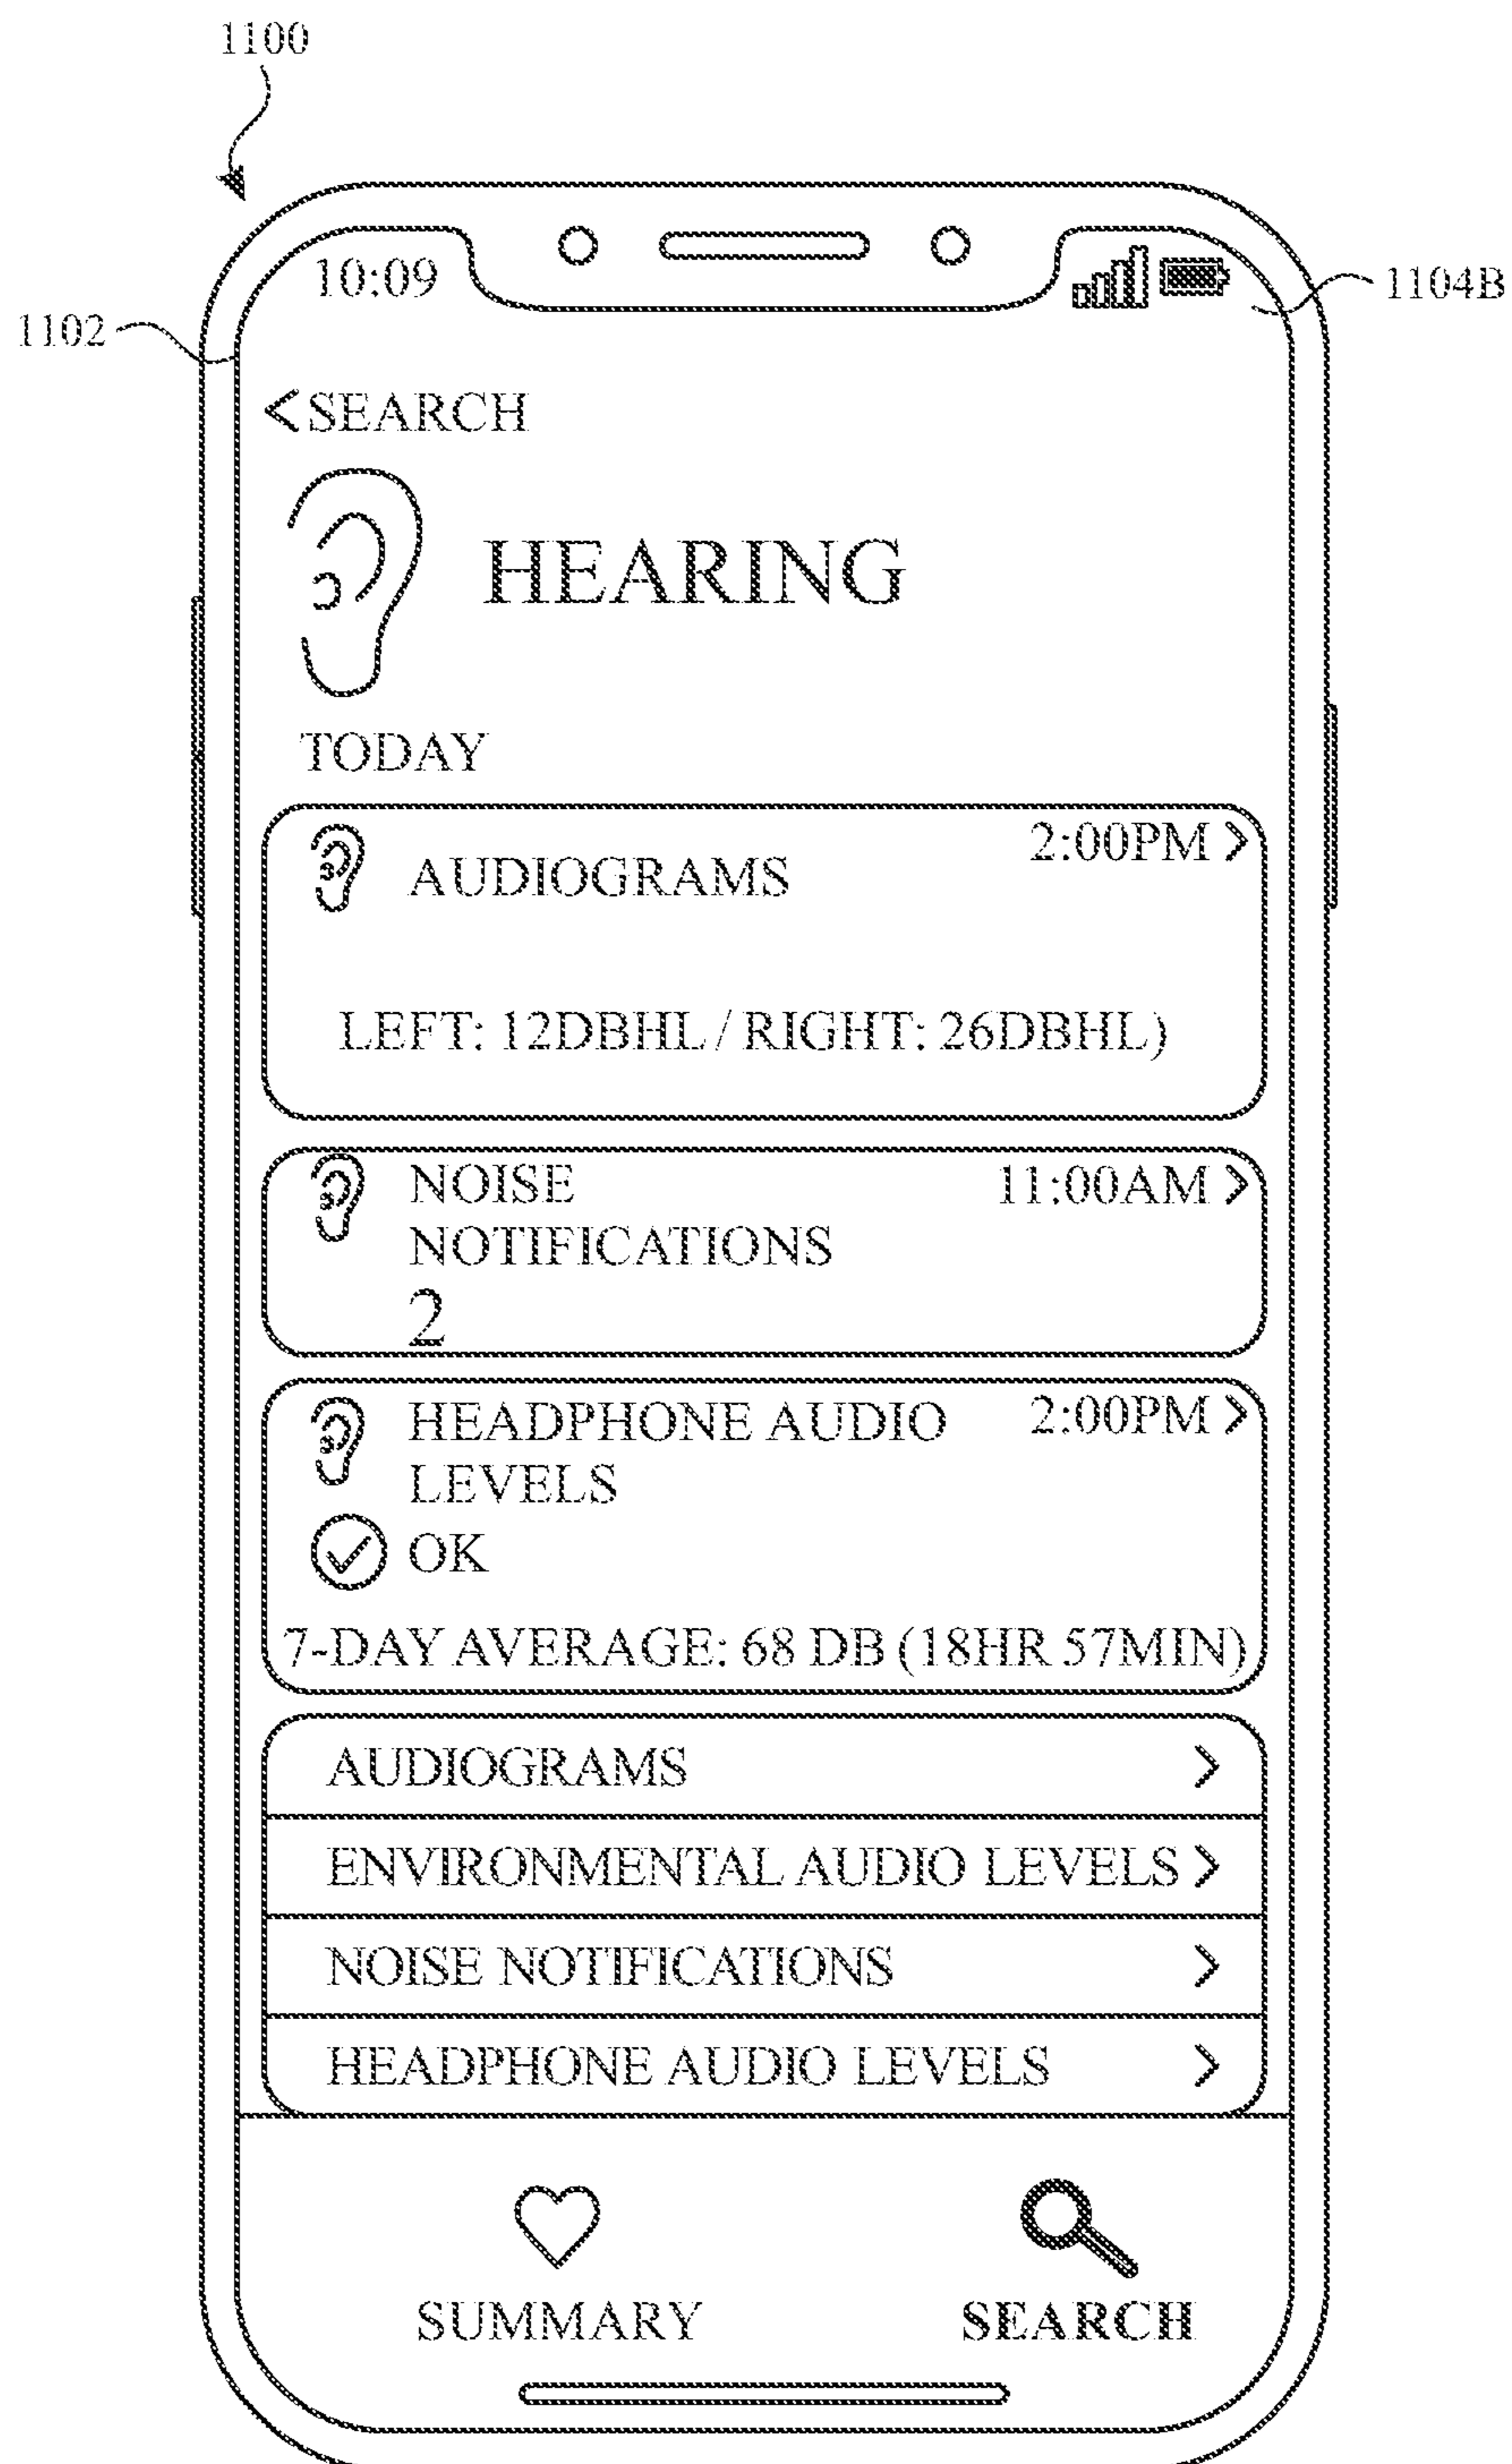 1100
10:09
1104B
1102
<SEARCH
HEARING
TODAY
AUDIOGRAMS 2:00PM >
LEFT: 12DBHL / RIGHT: 26DBHL)
NOISE 11:00AM >
NOTIFICATIONS
2
HEADPHONE AUDIO 2:00PM >
LEVELS
OK
7-DAY AVERAGE: 68 DB (18HR 57MIN)
AUDIOGRAMS >
ENVIRONMENTAL AUDIO LEVELS >
NOISE NOTIFICATIONS >
HEADPHONE AUDIO LEVELS >
SUMMARY SEARCH